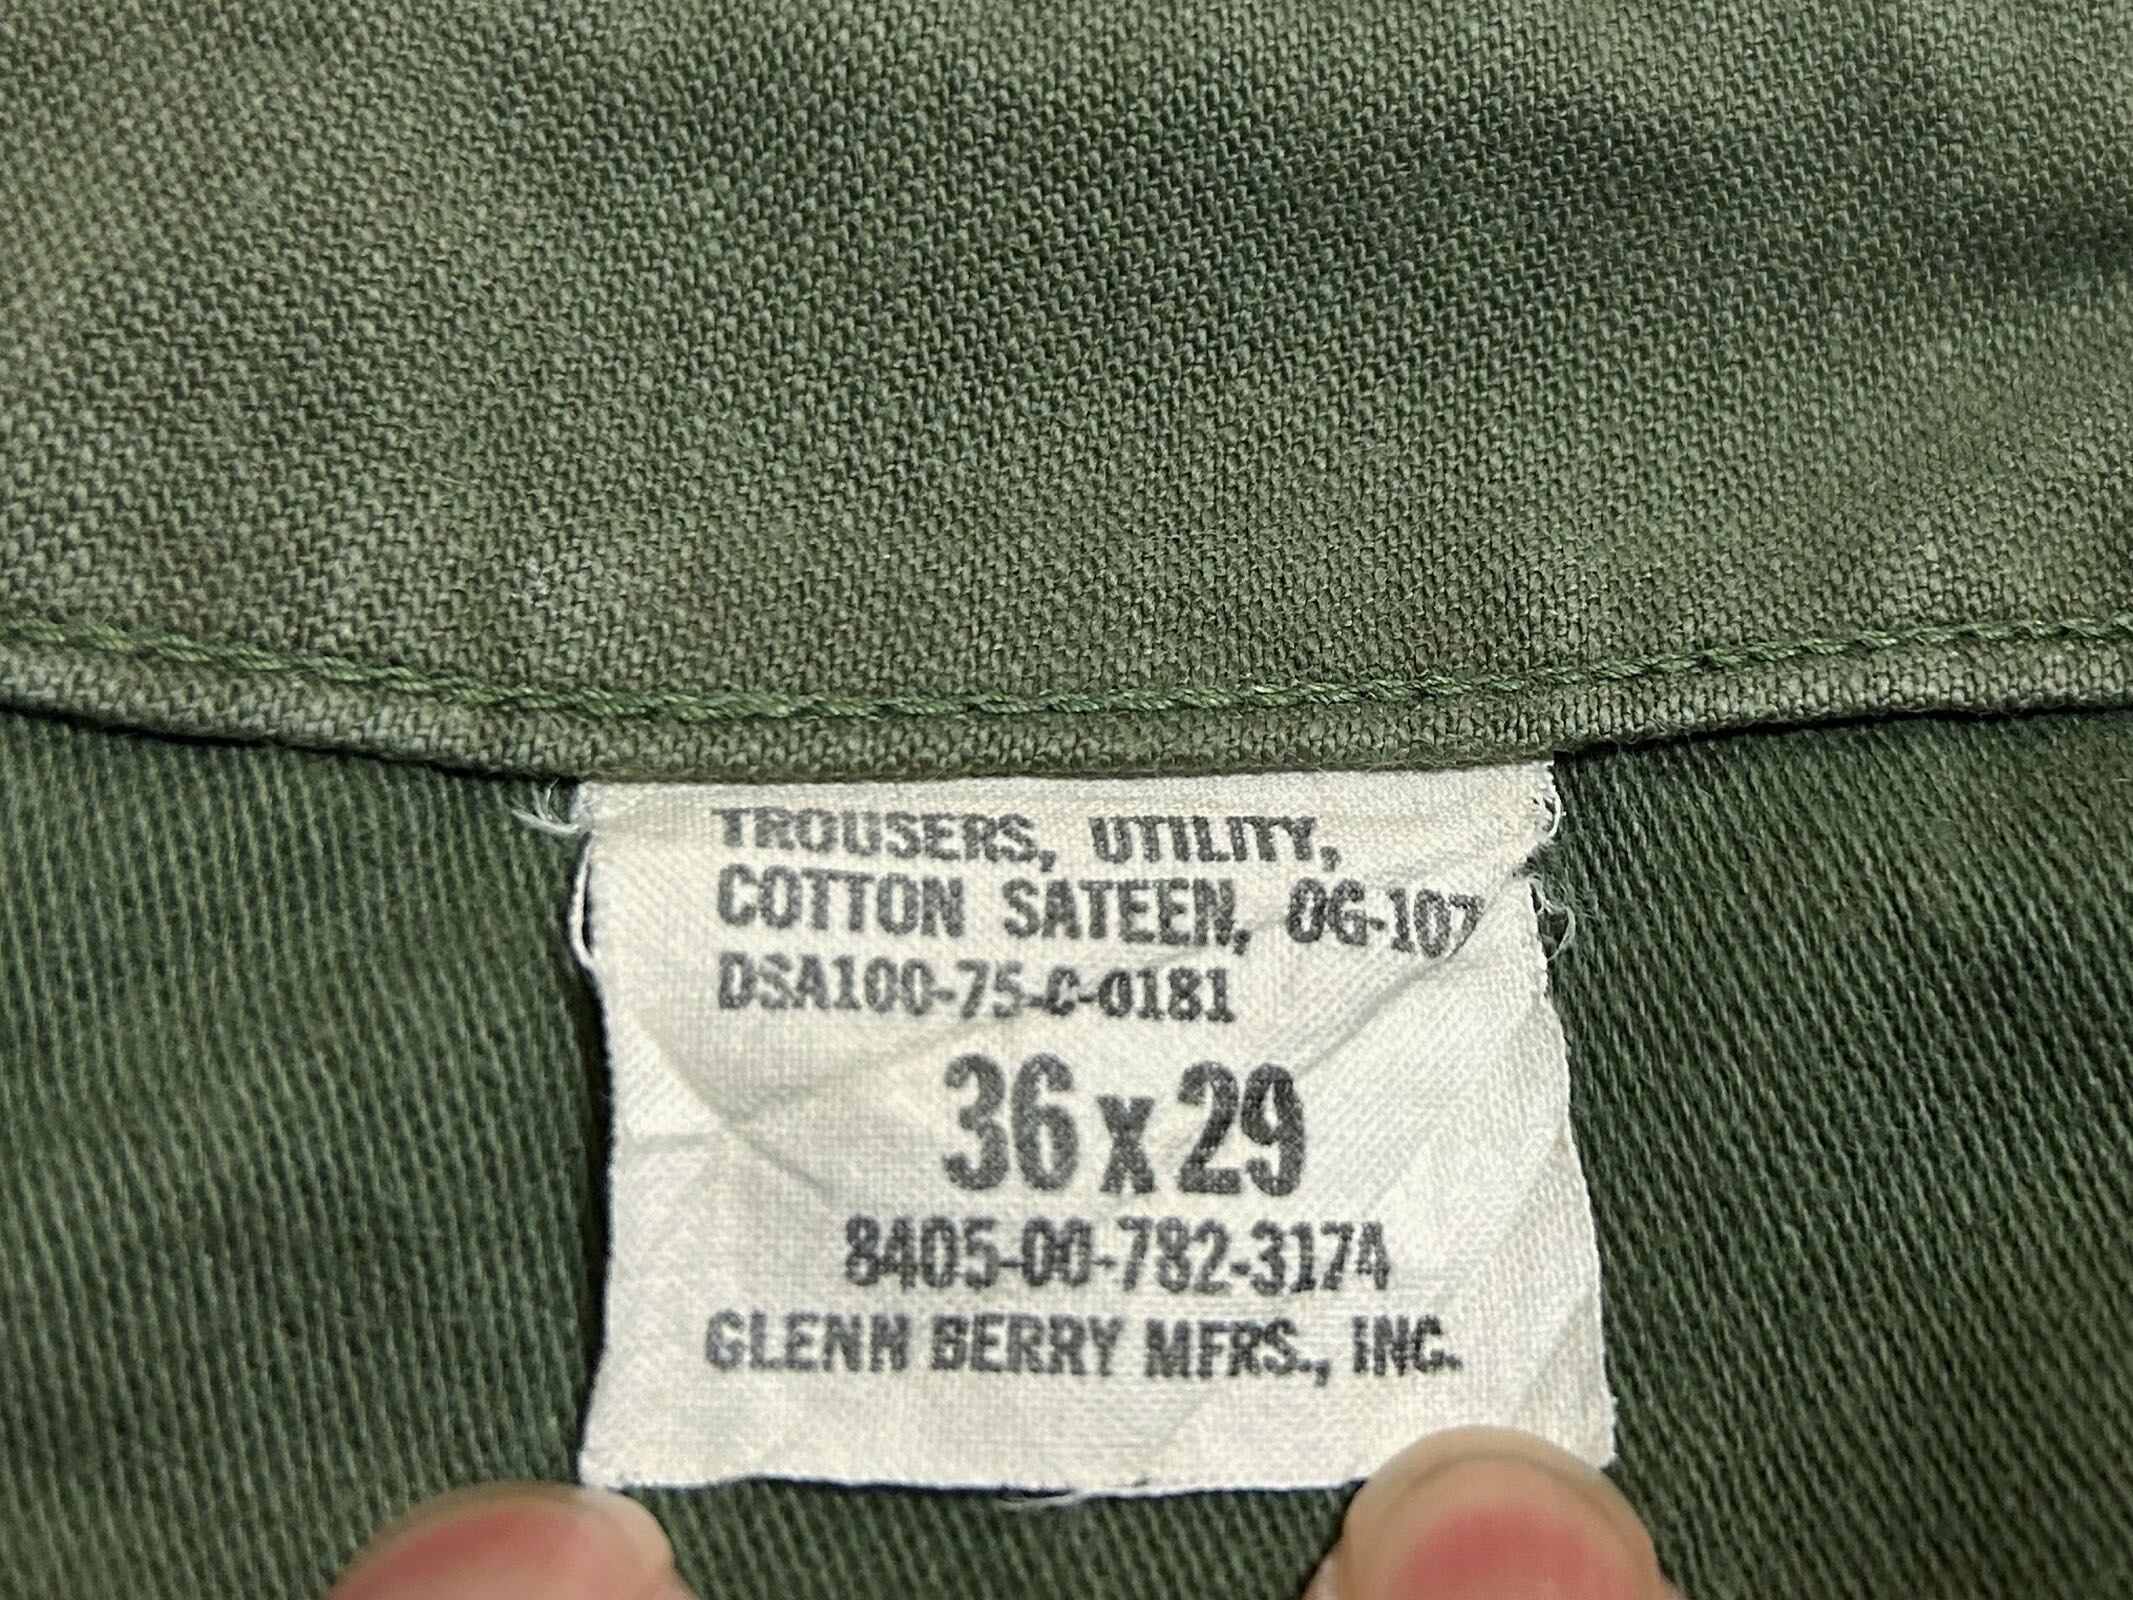 TROUSERS, UTILITY,
COTTON SATEEN, OG-107
DSA100-75-C-0181
36 x 29
8405-00-782-3174
GLENN BERRY MFRS., INC.